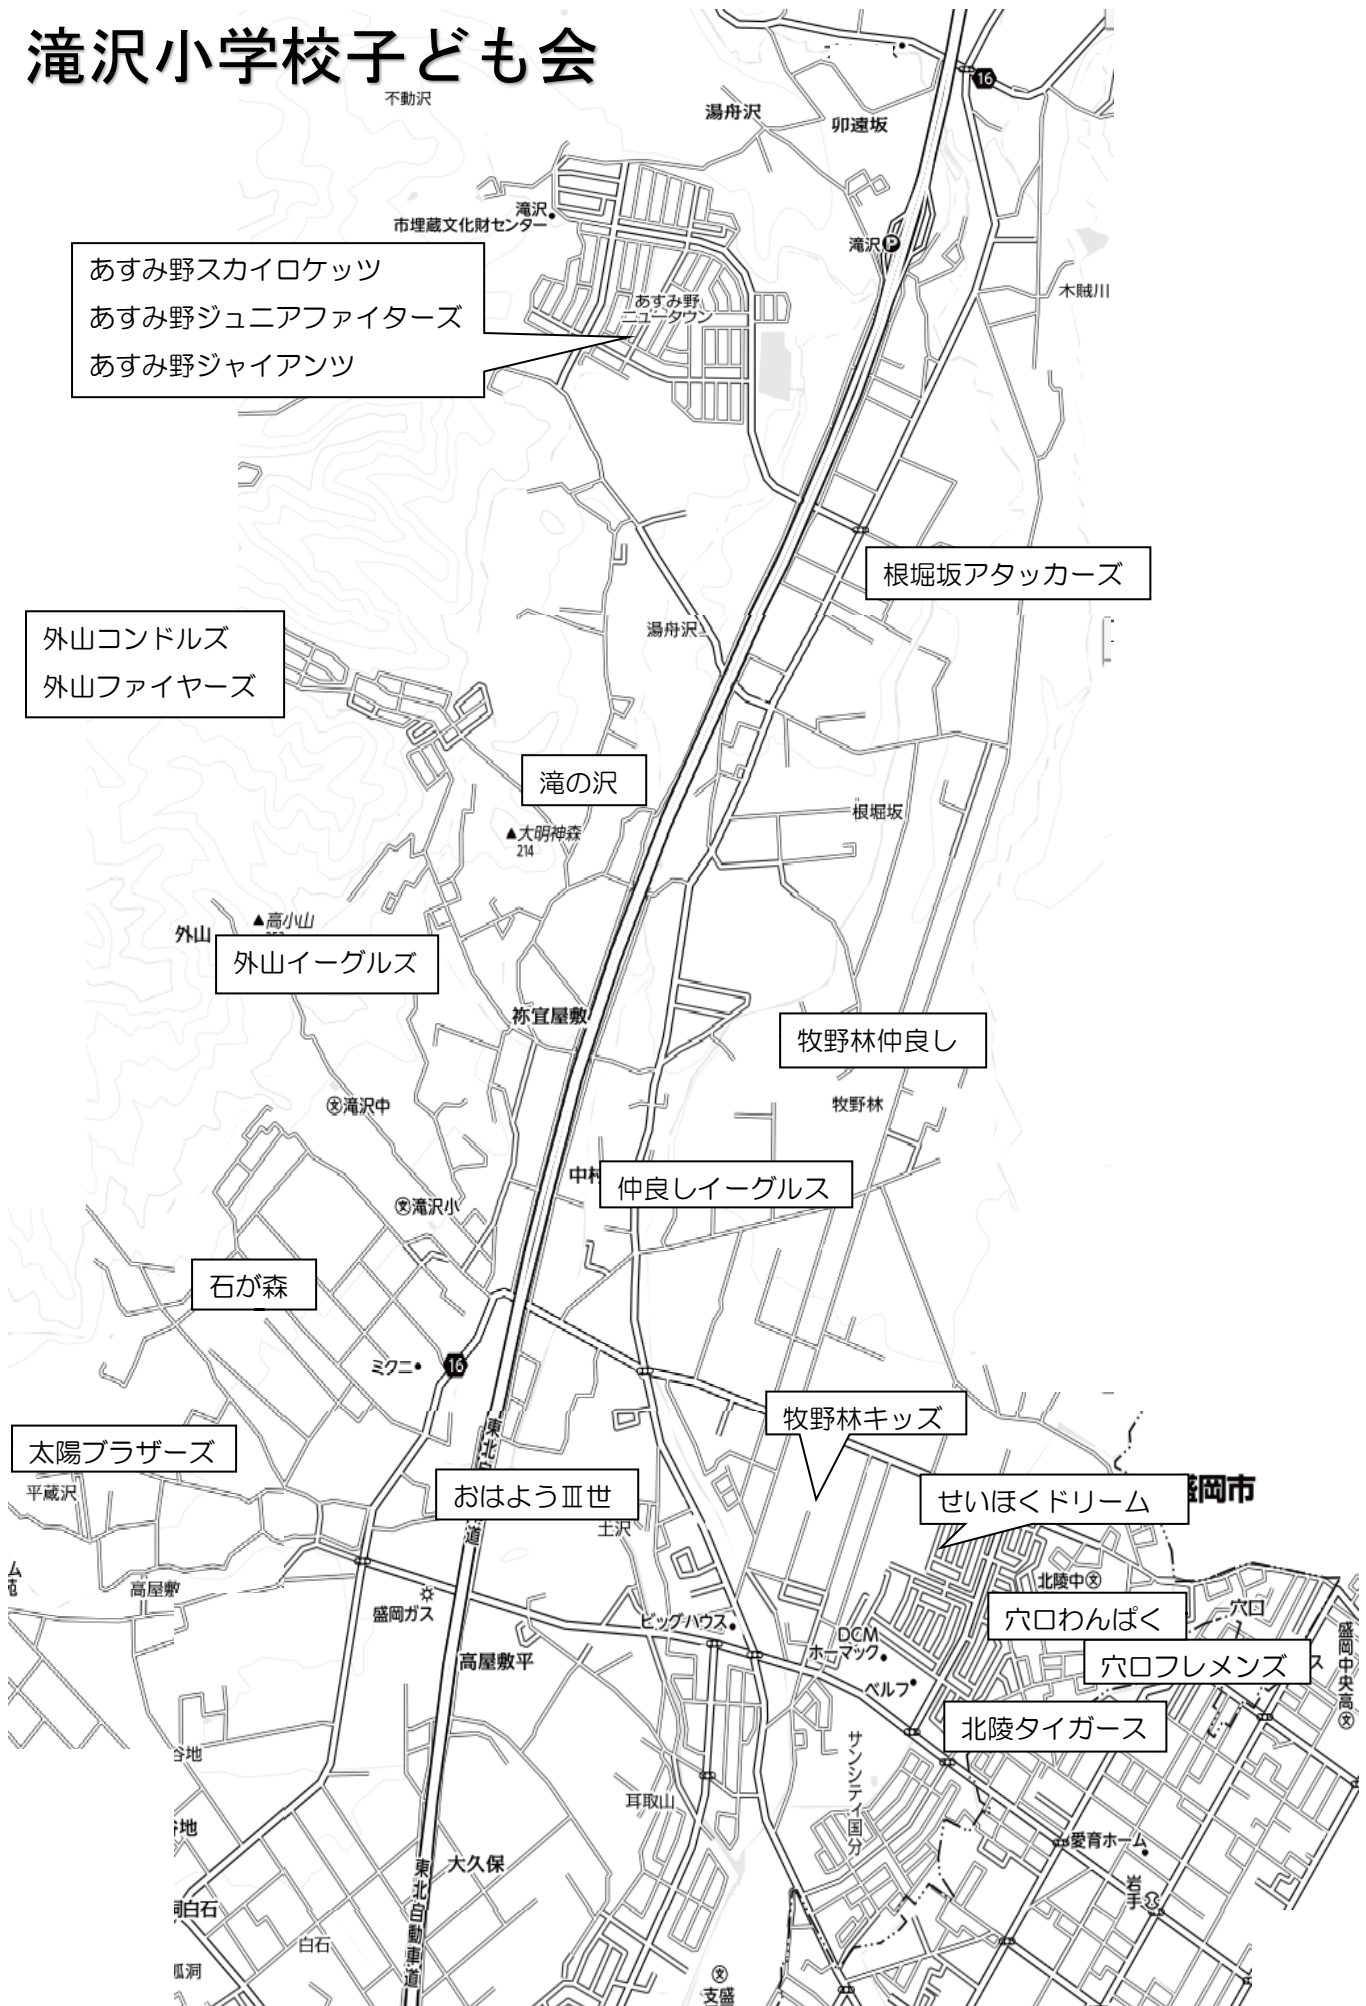 滝沢小学校子ども会
不動沢
湯舟沢
卯遠坂
16
滝沢
市埋蔵文化財センター
滝沢
P
木賊川
あすみ野スカイロケッツ
あすみ野ジュニアファイターズ
あすみ野ジャイアンツ
あすみ野
ニュータウン
根堀坂アタッカーズ
湯舟沢
外山コンドルズ
外山ファイヤーズ
滝の沢
根堀坂
▲大明神森
214
▲高小山
外山
外山イーグルズ
祢宜屋敷
牧野林仲良し
牧野林
文滝沢中
中村
仲良しイーグルス
文滝沢小
石が森
ミクニ
16
牧野林キッズ
太陽ブラザーズ
平蔵沢
おはようⅢ世
土沢
せいほくドリーム
盛岡市
高屋敷
盛岡ガス
北陵中文
穴口わんぱく
穴口
ビッグハウス
DCM
ホーマック
穴口フレメンズ
ス
盛岡中央高文
高屋敷平
ベルフ
北陵タイガース
谷地
サンシティ国分
耳取山
愛育ホーム
大久保
東北自動車道
岩手
白石
文
支盛